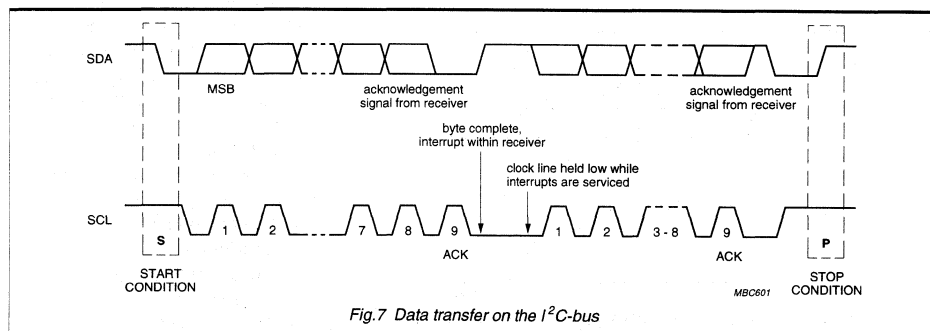 SDA
MSB
acknowledgement
signal from receiver
acknowledgement
signal from receiver
byte complete,
interrupt within receiver
clock line held low while
interrupts are serviced
SCL
S
1
2
7
8
9
1
2
3 - 8
9
P
ACK
ACK
START
CONDITION
STOP
CONDITION
MBC601
Fig.7 Data transfer on the I²C-bus